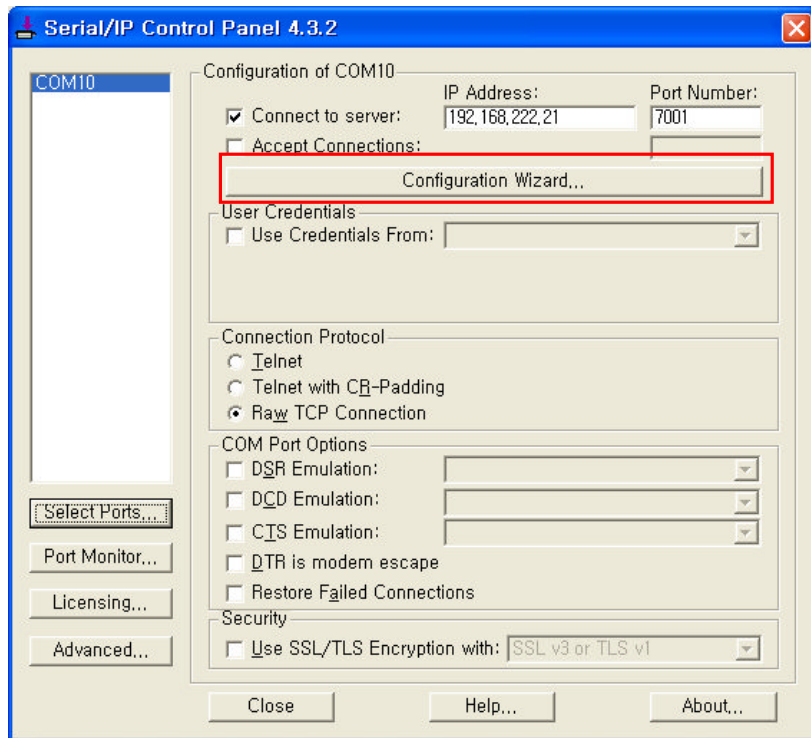 Serial/IP Control Panel 4.3.2
COM10
Configuration of COM10
IP Address: Port Number:
Connect to server: 192,168,222,21 7001
Accept Connections:
Configuration Wizard,,,
User Credentials
Use Credentials From:
Connection Protocol
Telnet
Telnet with CR-Padding
Raw TCP Connection
COM Port Options
DSR Emulation:
DCD Emulation:
CTS Emulation:
DTR is modem escape
Restore Failed Connections
Security
Use SSL/TLS Encryption with: SSL v3 or TLS v1
Select Ports,,,
Port Monitor,,,
Licensing,,,
Advanced,,,
Close Help,,, About,,,